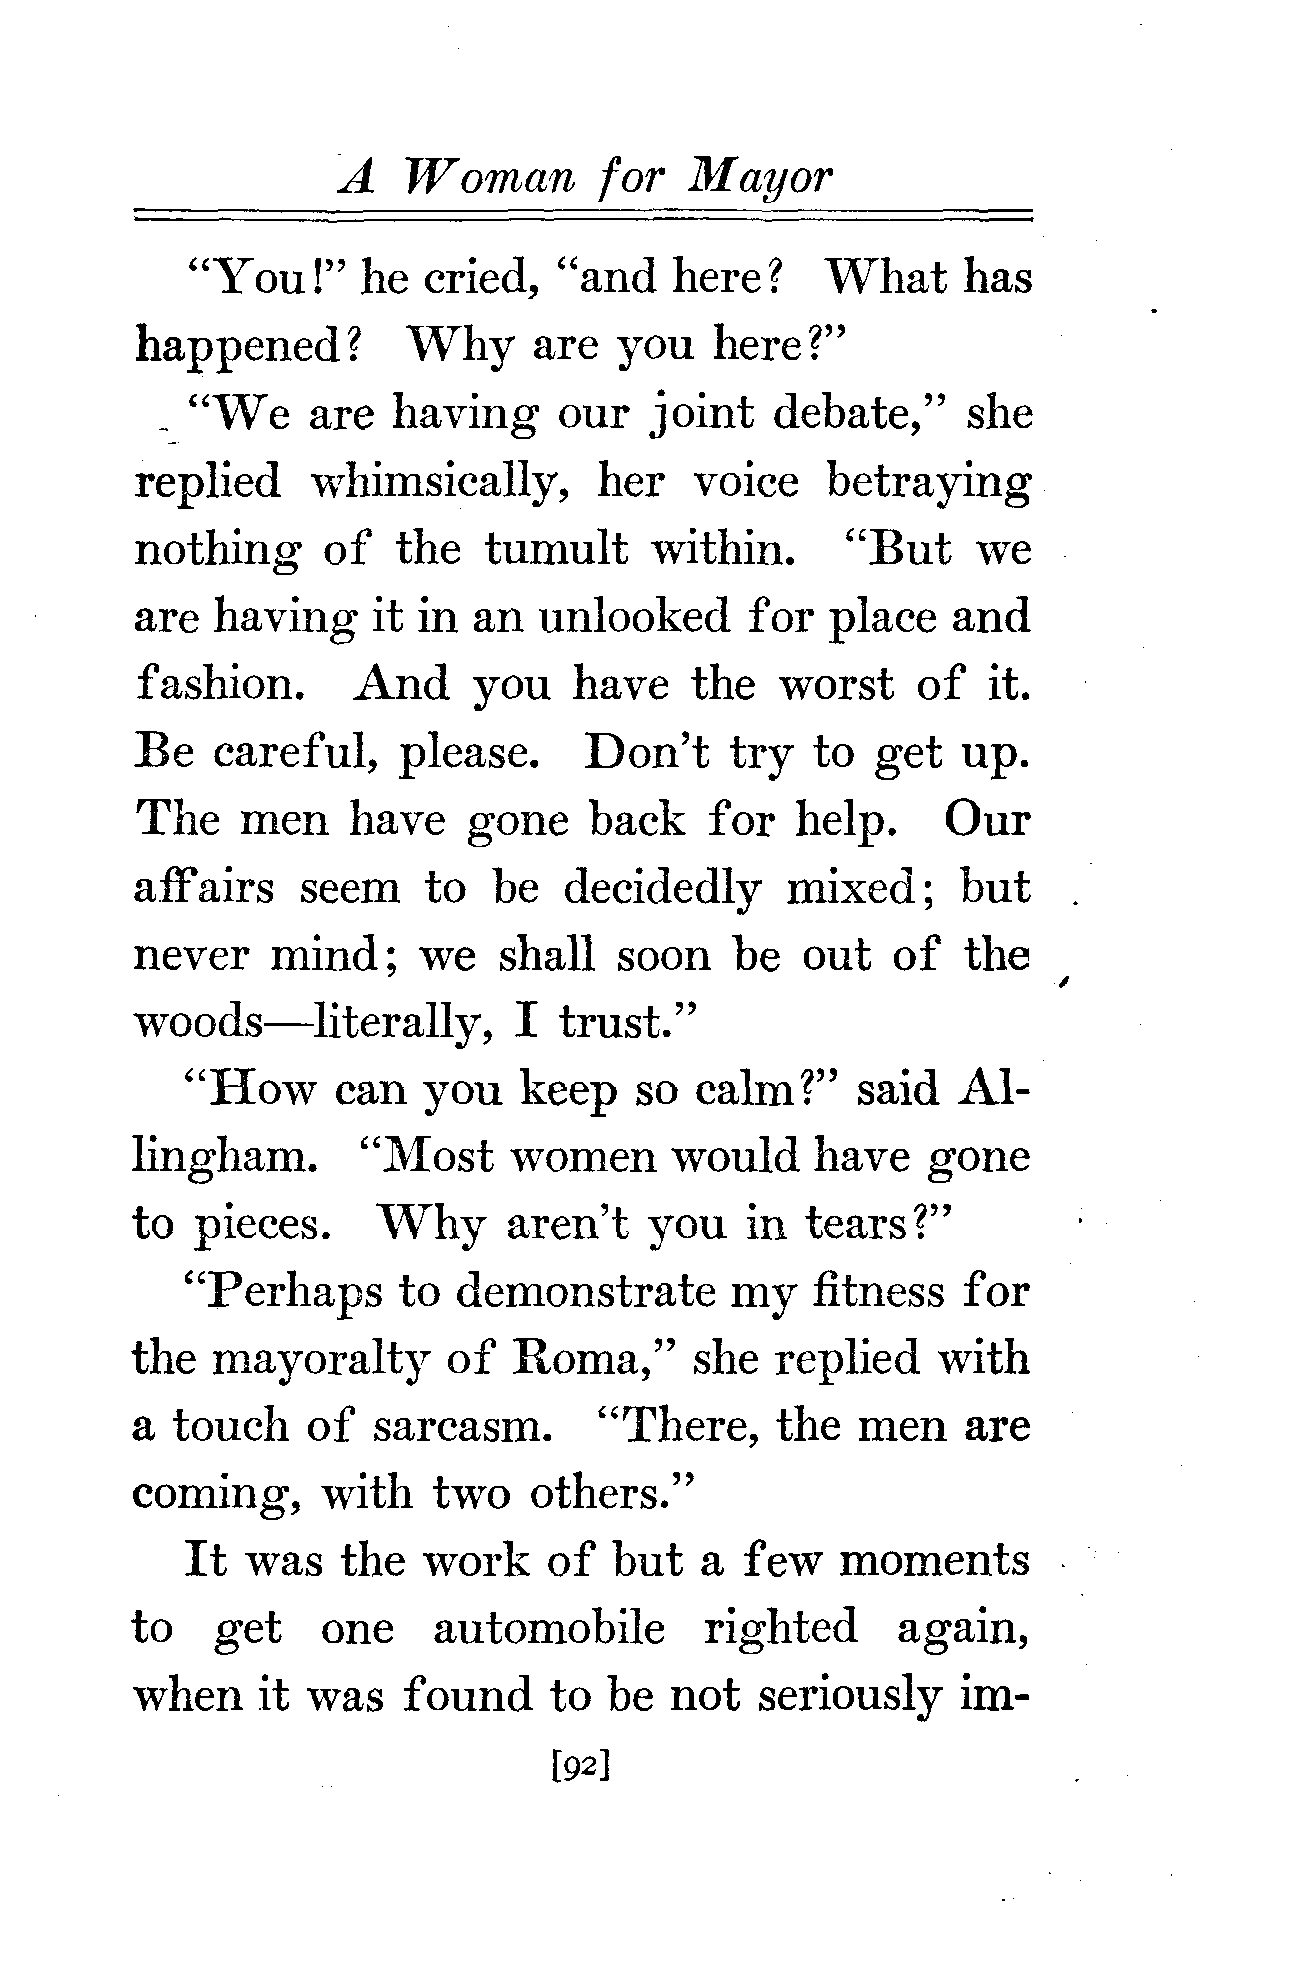 A Woman for Mayor
“You!” he cried, “and here? What has
happened? Why are you here?”
“We are having our joint debate,” she
replied whimsically, her voice betraying
nothing of the tumult within. “But we
are having it in an unlooked for place and
fashion. And you have the worst of it.
Be careful, please. Don’t try to get up.
The men have gone back for help. Our
affairs seem to be decidedly mixed; but
never mind; we shall soon be out of the
woods—literally, I trust.”
“How can you keep so calm?” said Al-
lingham. “Most women would have gone
to pieces. Why aren’t you in tears?”
“Perhaps to demonstrate my fitness for
the mayoralty of Roma,” she replied with
a touch of sarcasm. “There, the men are
coming, with two others.”
It was the work of but a few moments
to get one automobile righted again,
when it was found to be not seriously im-
[92]